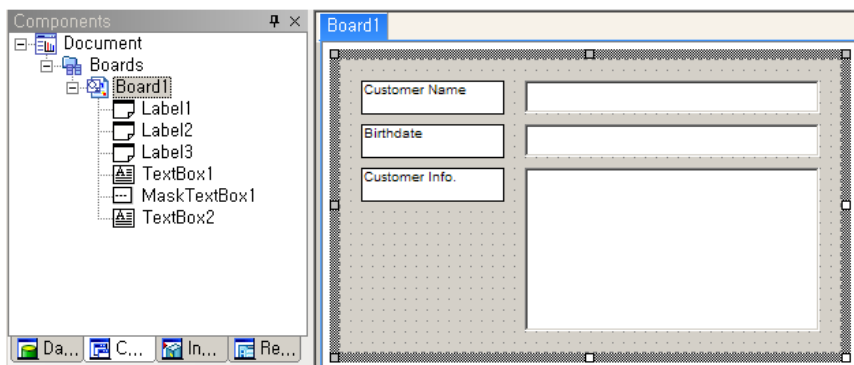 Components
Document
Boards
Board1
Label1
Label2
Label3
TextBox1
MaskTextBox1
TextBox2
Da...
C...
In...
Re...
Board1
Customer Name
Birthdate
Customer Info.